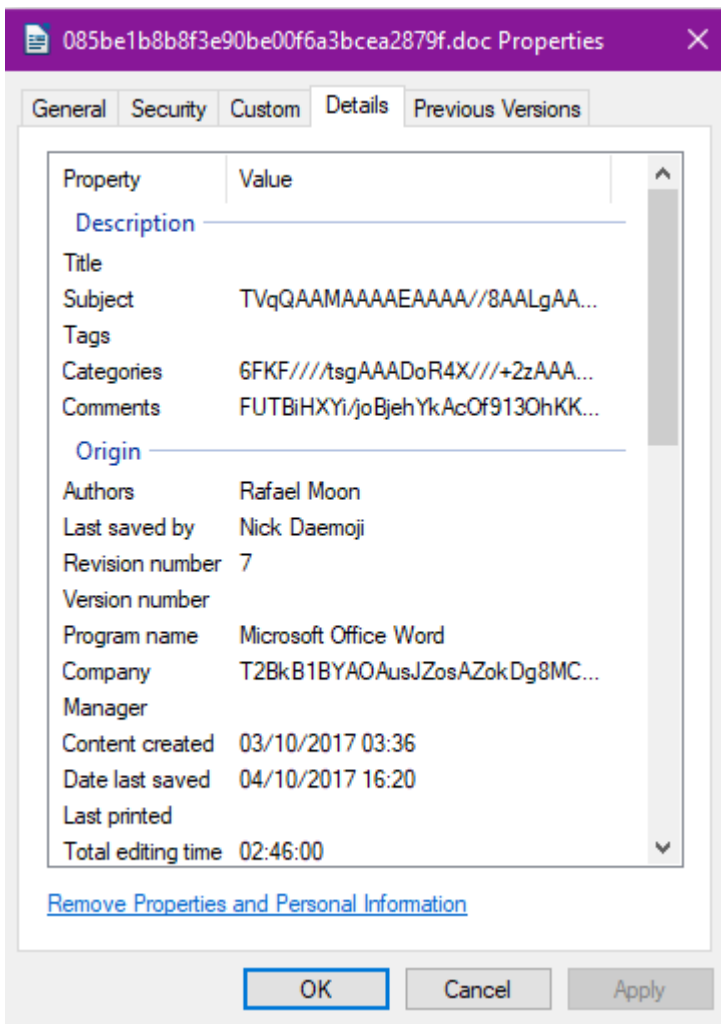 085be1b8b8f3e90be00f6a3bcea2879f.doc Properties
General Security Custom Details Previous Versions
Property Value
Description
Title
Subject TVqQAAMAAAAEAAAA//8AALgAA...
Tags
Categories 6FKF////tsgAAADoR4X///+2zAAA...
Comments FUTBiHXYi/joBjehYkAcOf913OhKK...
Origin
Authors Rafael Moon
Last saved by Nick Daemoji
Revision number 7
Version number
Program name Microsoft Office Word
Company T2BkB1BYAOAusJZosAZokDg8MC...
Manager
Content created 03/10/2017 03:36
Date last saved 04/10/2017 16:20
Last printed
Total editing time 02:46:00
Remove Properties and Personal Information
OK Cancel Apply